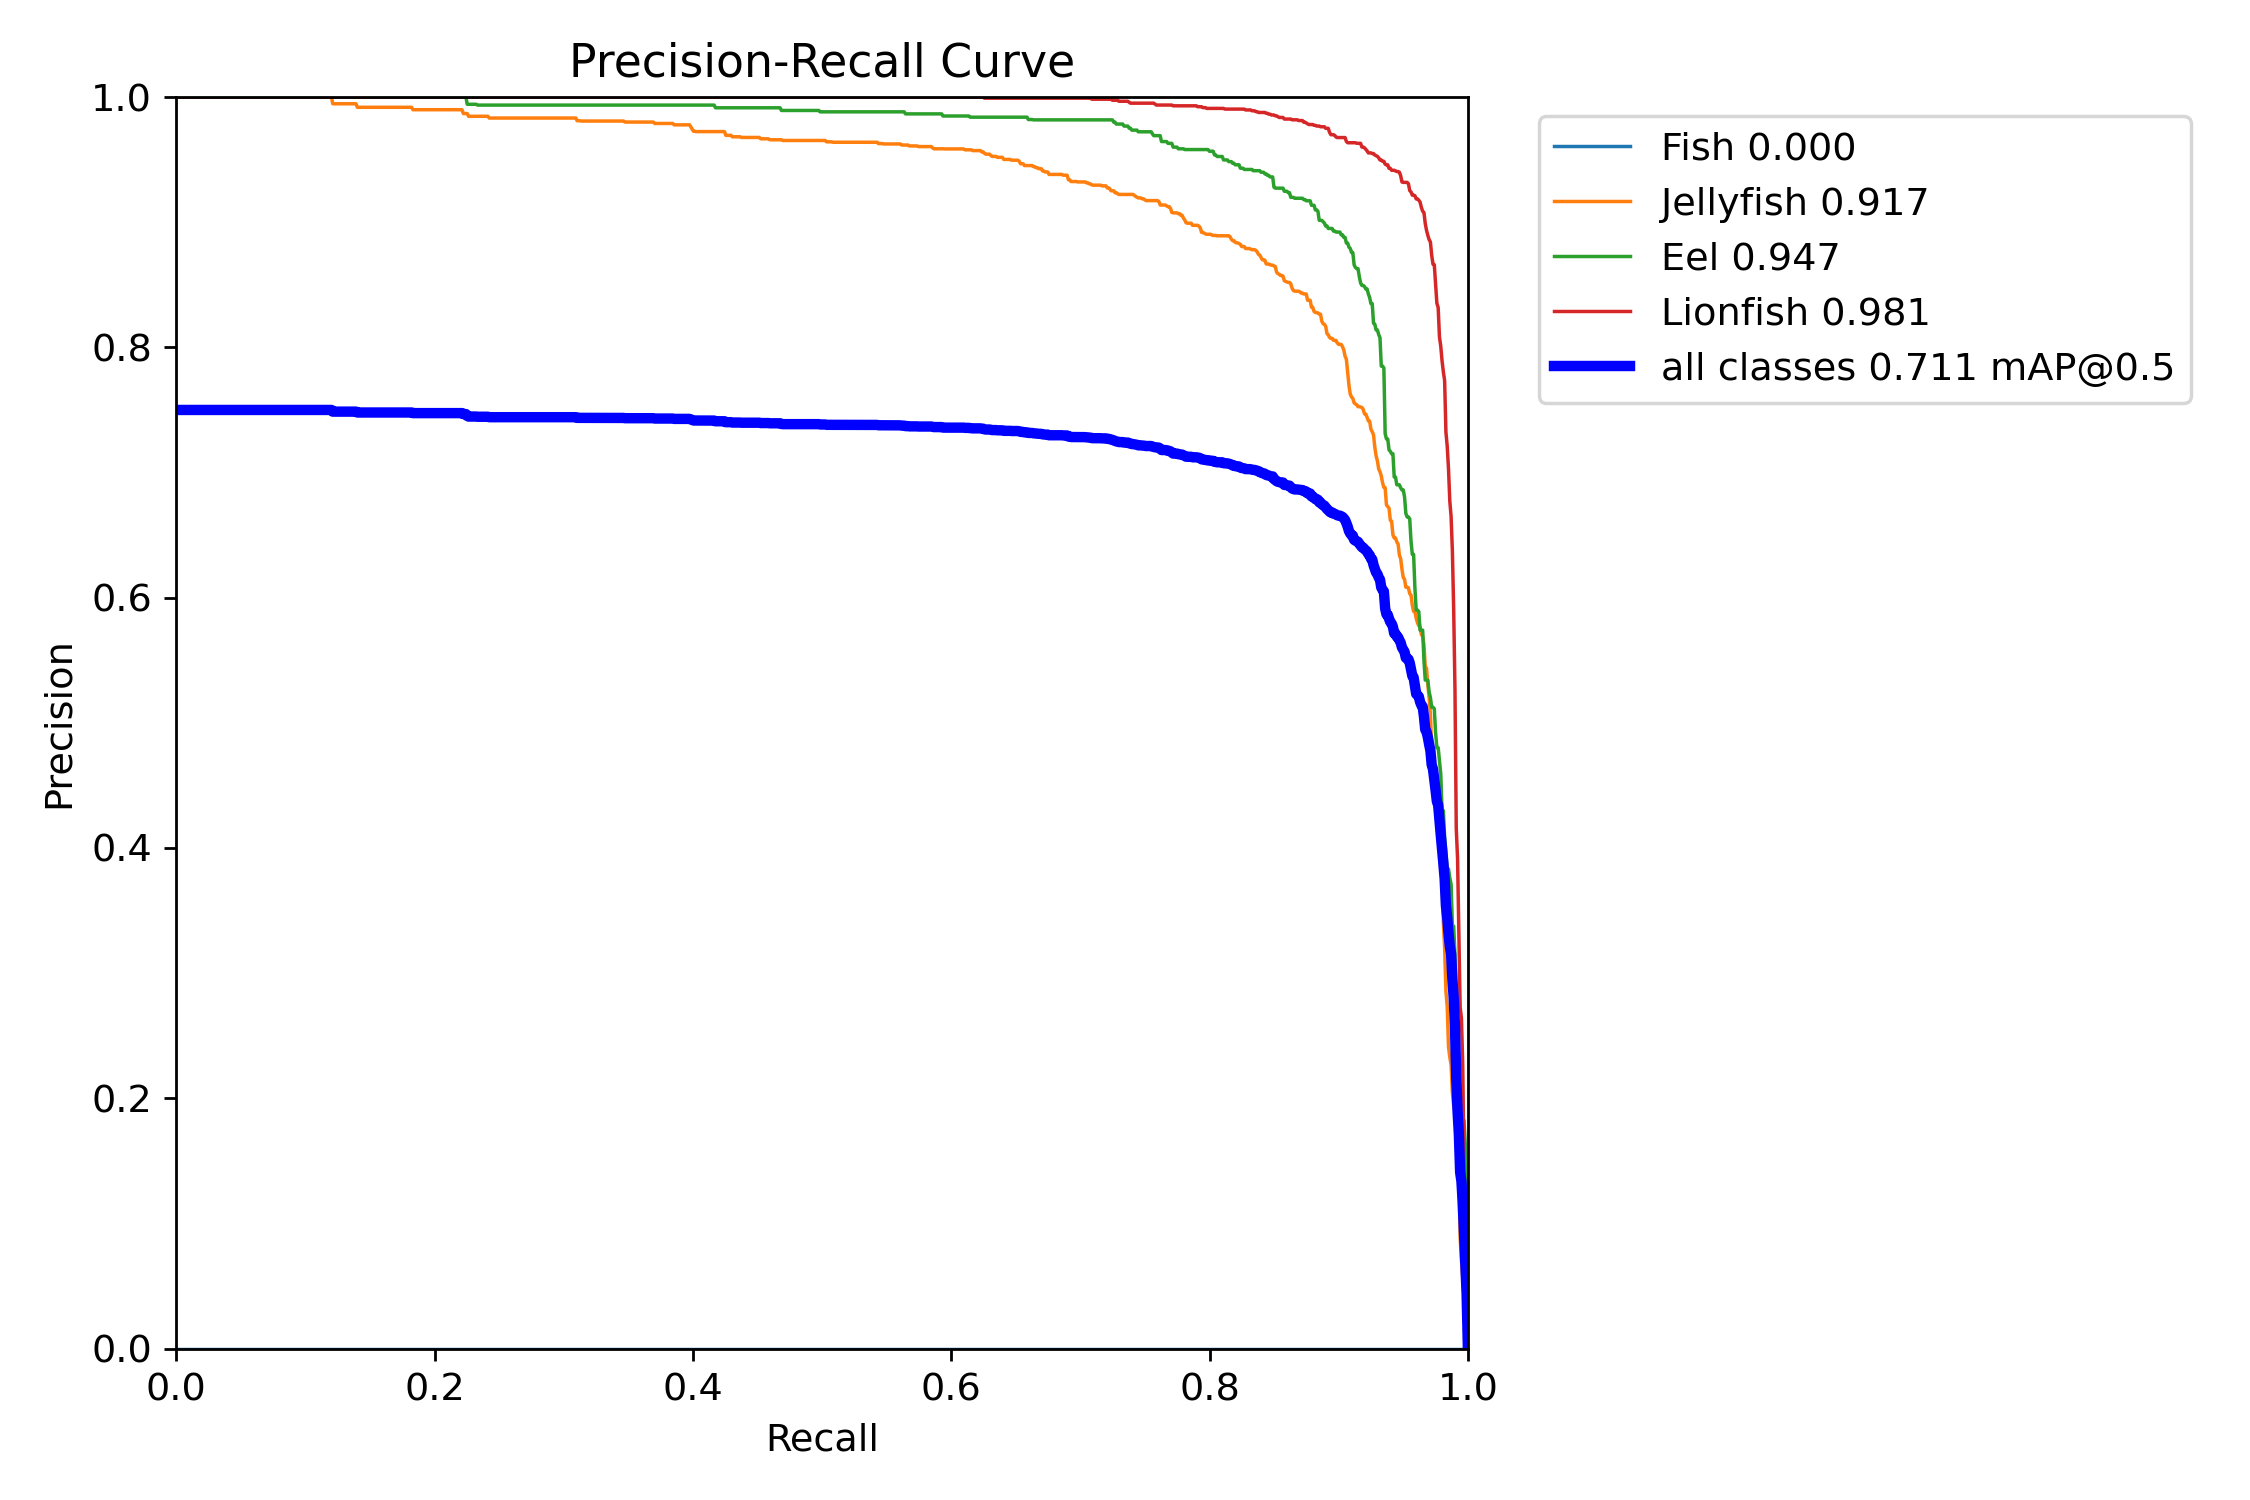 Precision-Recall Curve
1.0
0.8
0.6
0.4
0.2
0.0
Precision
0.0 0.2 0.4 0.6 0.8 1.0
Recall
Fish 0.000
Jellyfish 0.917
Eel 0.947
Lionfish 0.981
all classes 0.711 mAP@0.5